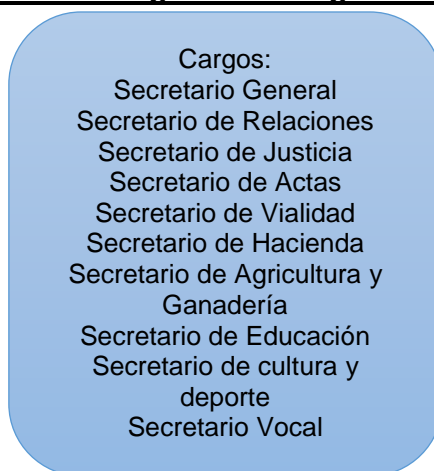 Cargos:
Secretario General
Secretario de Relaciones
Secretario de Justicia
Secretario de Actas
Secretario de Vialidad
Secretario de Hacienda
Secretario de Agricultura y
Ganadería
Secretario de Educación
Secretario de cultura y
deporte
Secretario Vocal